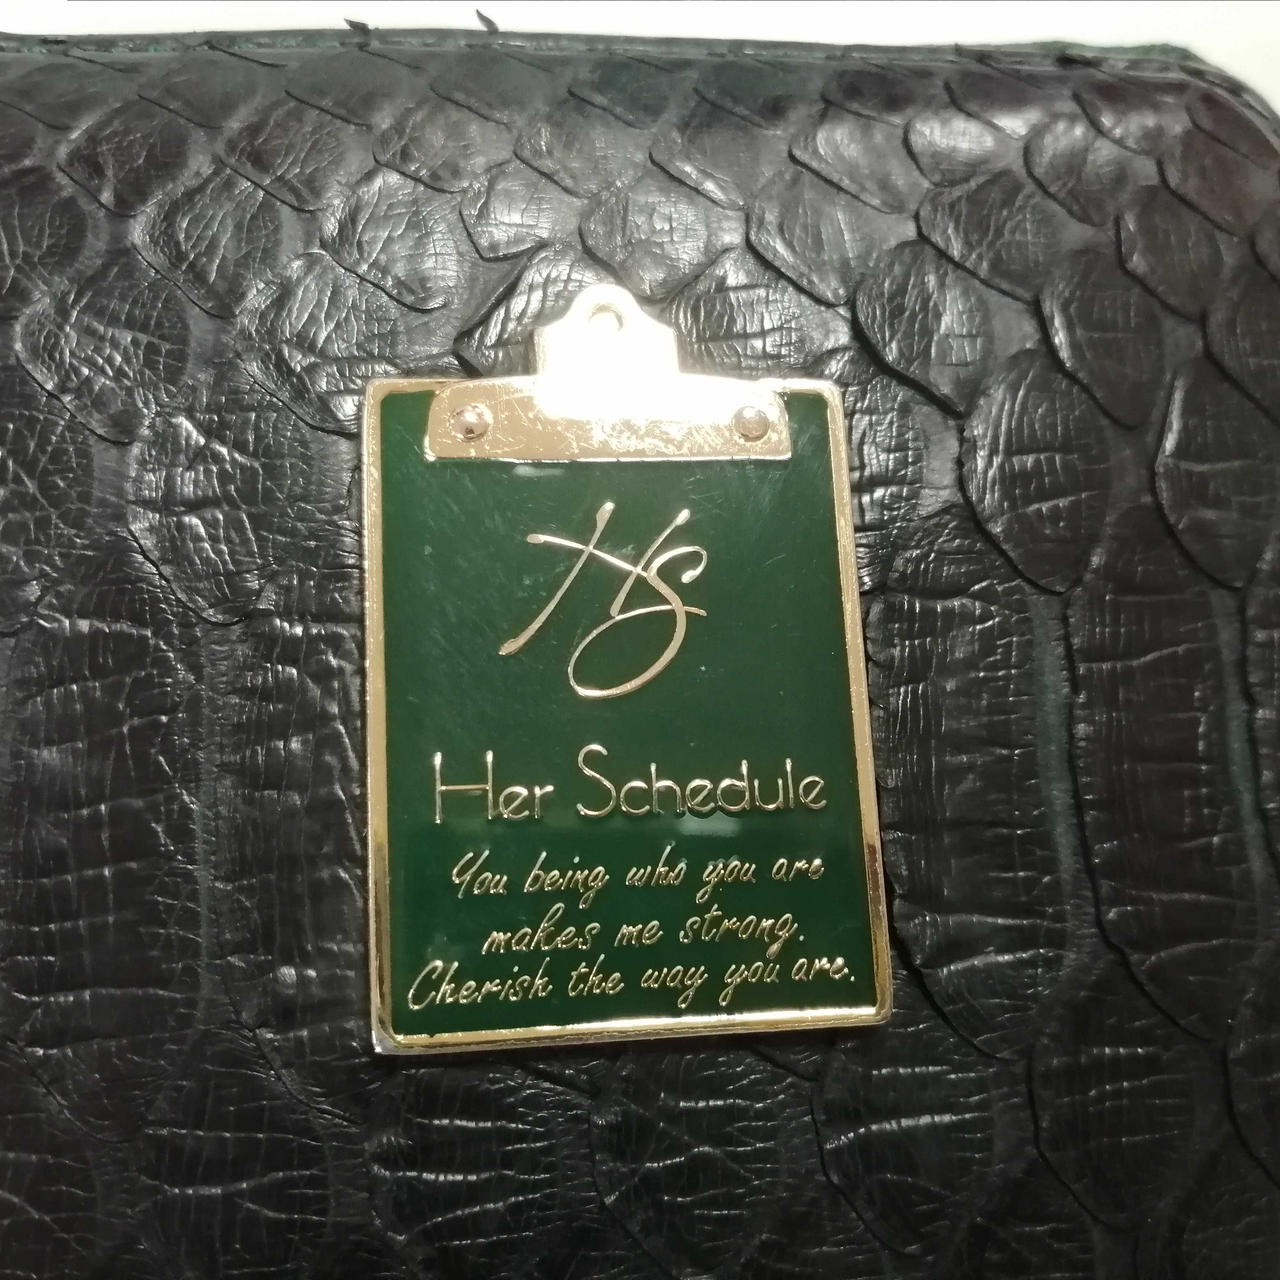 HS
Her Schedule
You being who you are
makes me strong.
Cherish the way you are.